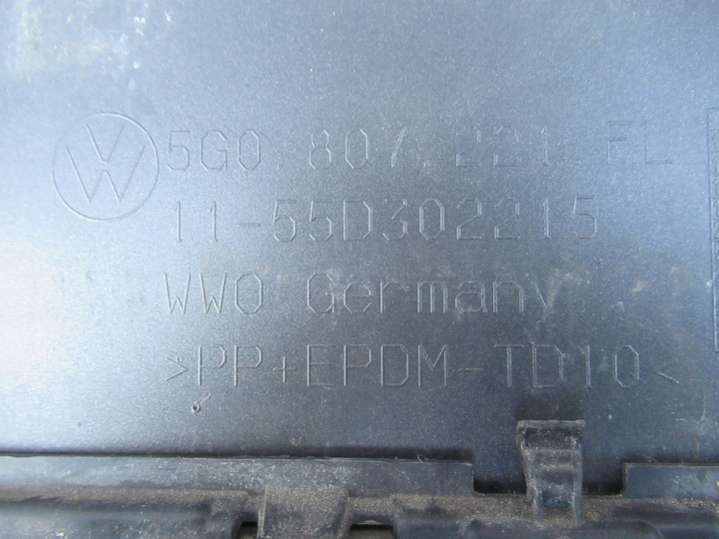 5G0 807 221 FL
11-55D302215
WWO Germany
>PP+EPDM-TD10<